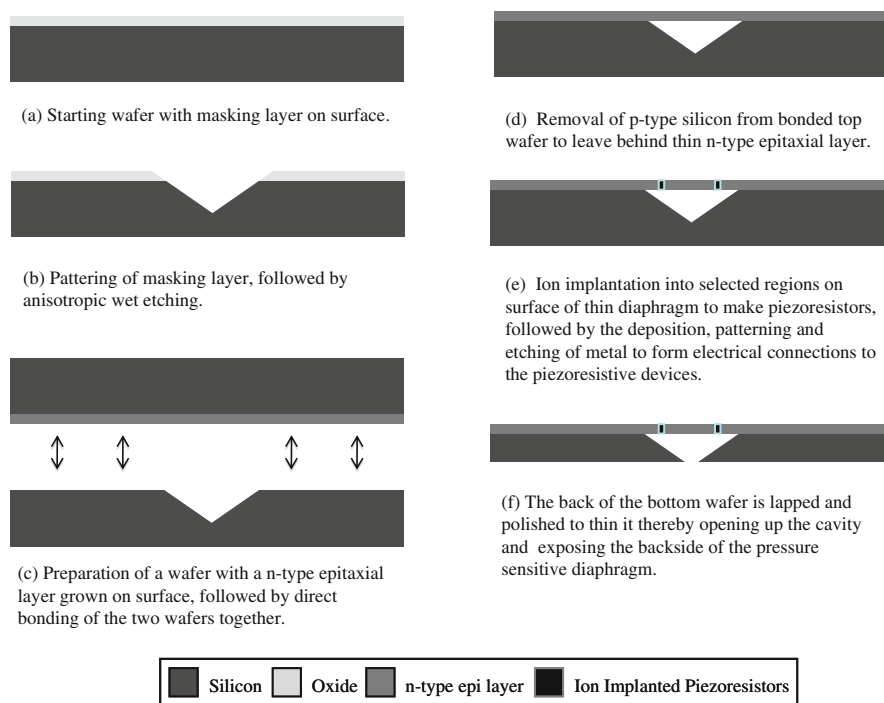 (a) Starting wafer with masking layer on surface.
(b) Pattering of masking layer, followed by
anisotropic wet etching.
(c) Preparation of a wafer with a n-type epitaxial
layer grown on surface, followed by direct
bonding of the two wafers together.
(d) Removal of p-type silicon from bonded top
wafer to leave behind thin n-type epitaxial layer.
(e) Ion implantation into selected regions on
surface of thin diaphragm to make piezoresistors,
followed by the deposition, patterning and
etching of metal to form electrical connections to
the piezoresistive devices.
(f) The back of the bottom wafer is lapped and
polished to thin it thereby opening up the cavity
and exposing the backside of the pressure
sensitive diaphragm.
Silicon Oxide n-type epi layer Ion Implanted Piezoresistors